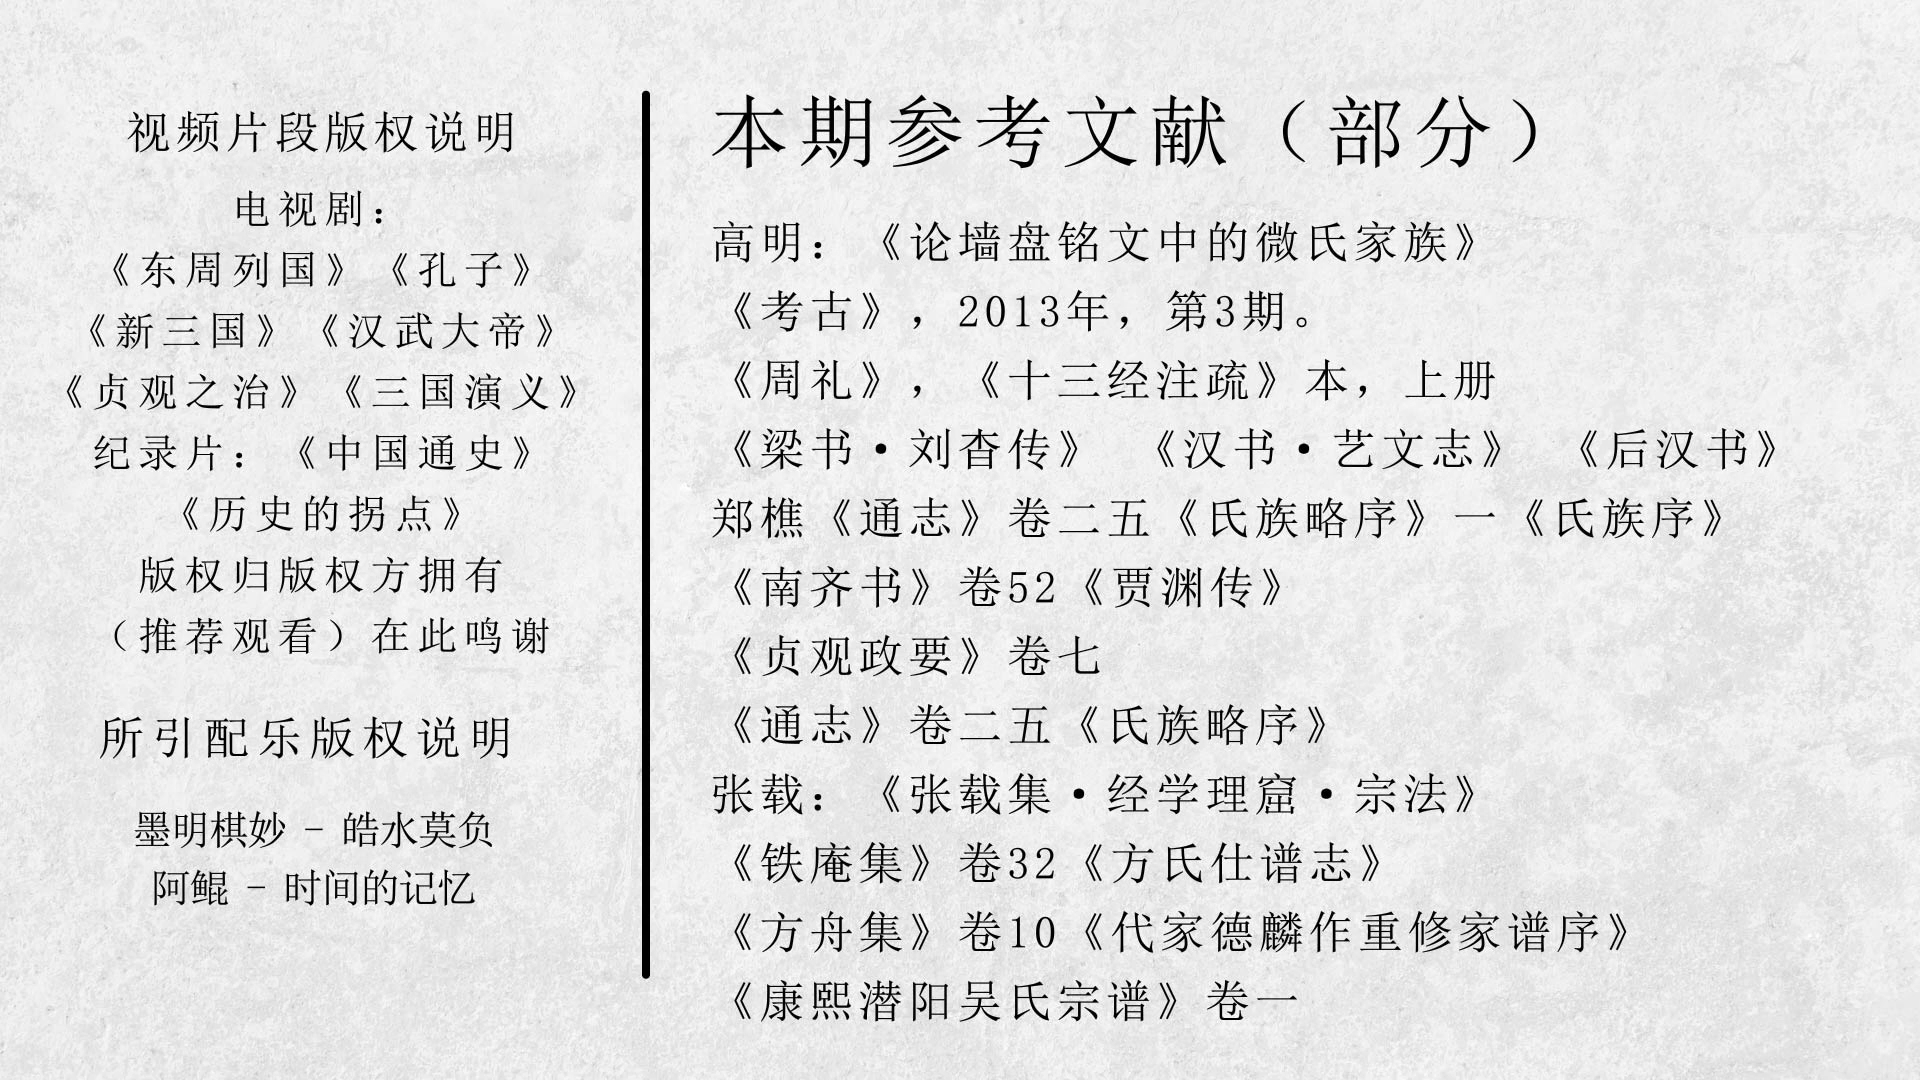 视频片段版权说明
电视剧：
《东周列国》《孔子》
《新三国》《汉武大帝》
《贞观之治》《三国演义》
纪录片：《中国通史》
《历史的拐点》
版权归版权方拥有
（推荐观看）在此鸣谢
所引配乐版权说明
墨明棋妙 - 皓水莫负
阿鲲 - 时间的记忆
本期参考文献（部分）
高明：《论墙盘铭文中的微氏家族》
《考古》，2013年，第3期。
《周礼》，《十三经注疏》本，上册
《梁书·刘杳传》 《汉书·艺文志》 《后汉书》
郑樵《通志》卷二五《氏族略序》一《氏族序》
《南齐书》卷52《贾渊传》
《贞观政要》卷七
《通志》卷二五《氏族略序》
张载：《张载集·经学理窟·宗法》
《铁庵集》卷32《方氏仕谱志》
《方舟集》卷10《代家德麟作重修家谱序》
《康熙潜阳吴氏宗谱》卷一